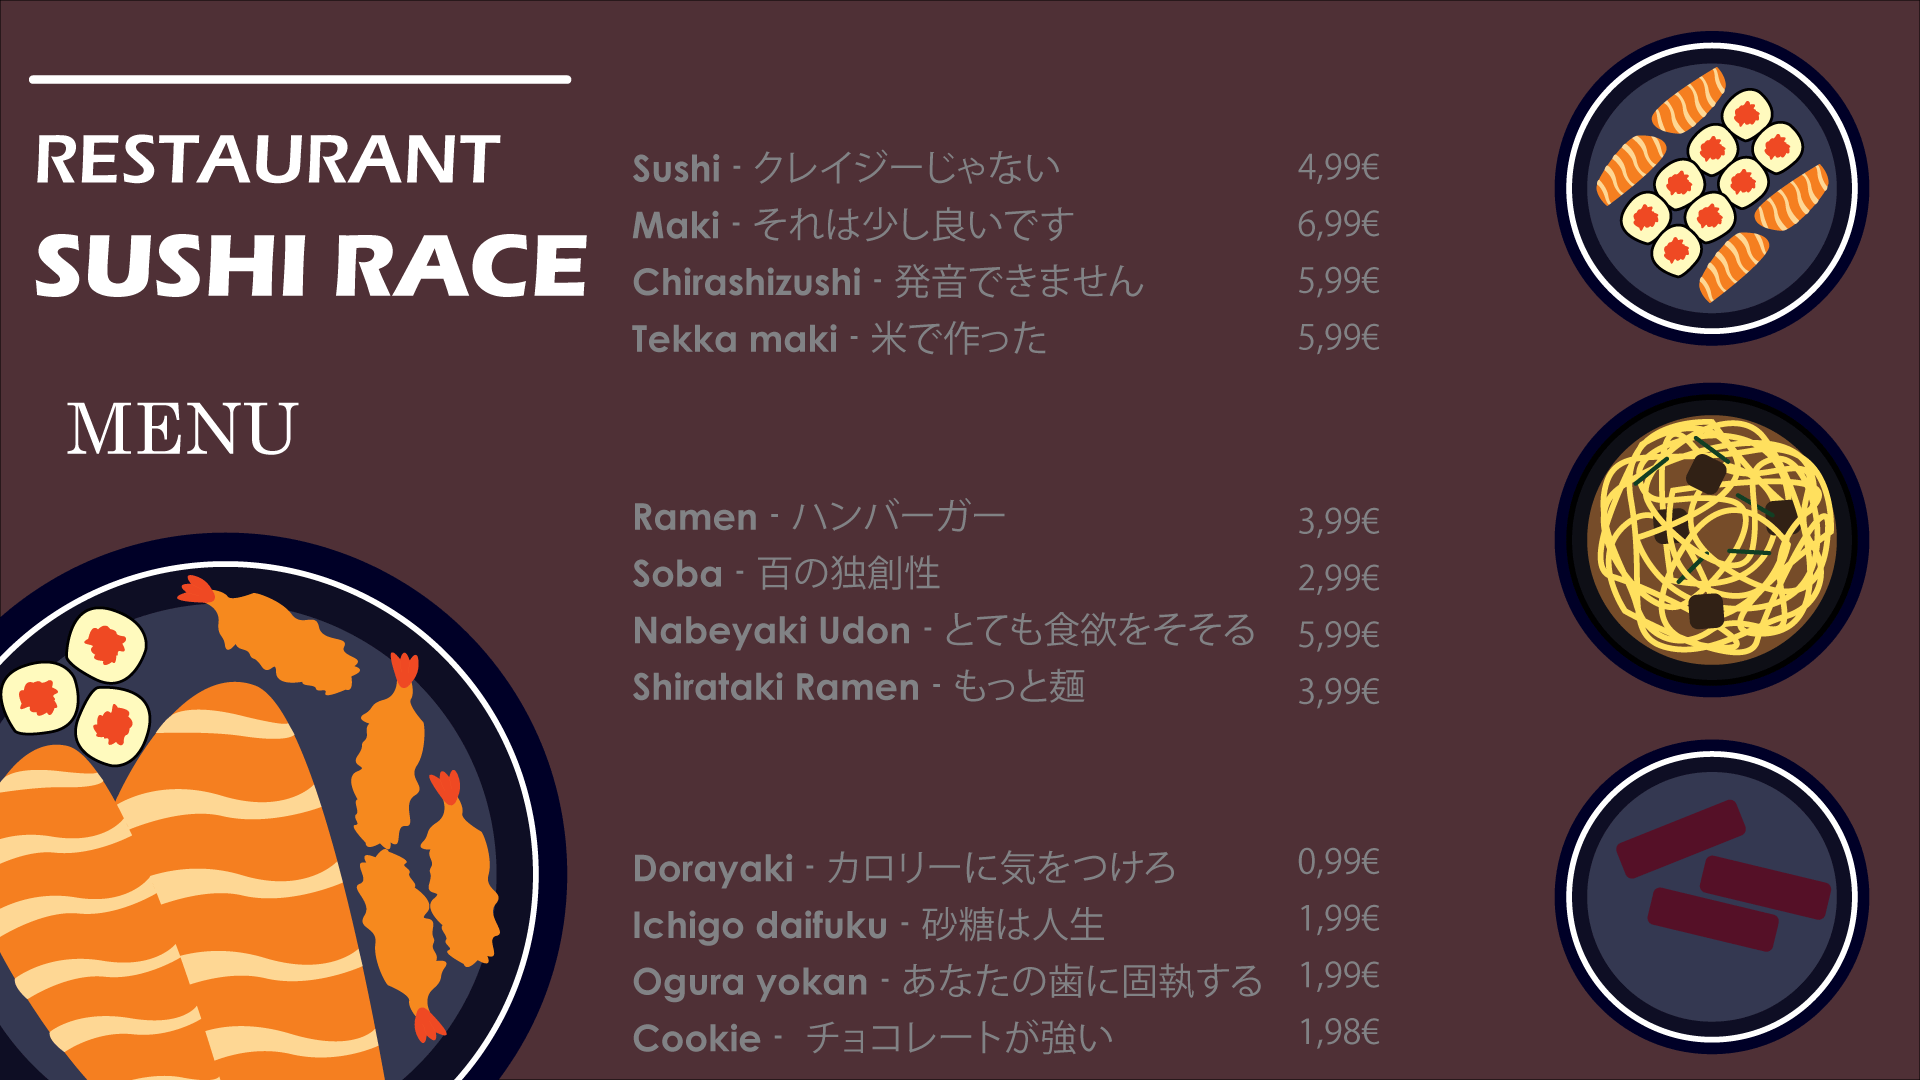 RESTAURANT
SUSHI RACE
MENU
Sushi - クレイジーじゃない 4,99€
Maki - それは少し良いです 6,99€
Chirashizushi - 発音できません 5,99€
Tekka maki - 米で作った 5,99€
Ramen - ハンバーガー 3,99€
Soba - 百の独創性 2,99€
Nabeyaki Udon - とても食欲をそそる 5,99€
Shirataki Ramen - もっと麺 3,99€
Dorayaki - カロリーに気をつけろ 0,99€
Ichigo daifuku - 砂糖は人生 1,99€
Ogura yokan - あなたの歯に固執する 1,99€
Cookie - チョコレートが強い 1,98€